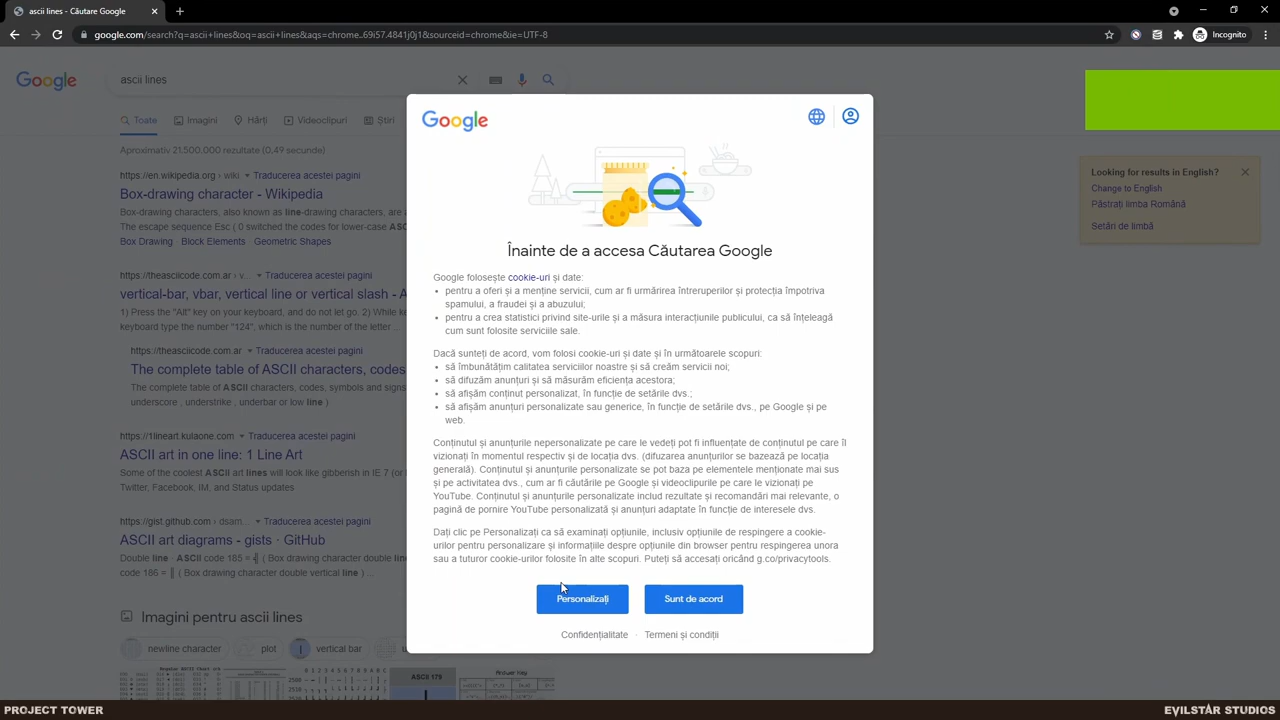 ascii lines - Căutare Google
google.com/search?q=ascii+lines&oq=ascii+lines&aqs=chrome..69i57.4841j0j1&sourceid=chrome&ie=UTF-8
Incognito
Google
ascii lines
Toate
Imagini
Hărți
Videoclipuri
Știri
Aproximativ 21.500.000 rezultate (0,49 secunde)
https://en.wikipedia.org › wiki
Traducerea acestei pagini
Box-drawing character - Wikipedia
Box-drawing characters, also known as line-drawing characters, are a
The escape sequence Esc ( 0 switched the codes for lower-case ASC
Box Drawing · Block Elements · Geometric Shapes
https://theasciicode.com.ar › v..
Traducerea acestei pagini
vertical-bar, vbar, vertical line or vertical slash - A
1) Press the "Alt" key on your keyboard, and do not let go. 2) While ke
keyboard type the number "124", which is the number of the letter...
https://theasciicode.com.ar
Traducerea acestei pagini
The complete table of ASCII characters, codes,
The complete table of ASCII characters, codes, symbols and signs
underscore , understrike , underbar or low line )
https://1lineart.kulaone.com
Traducerea acestei pagini
ASCII art in one line: 1 Line Art
Some of the coolest ASCII art lines will look like gibberish in IE 7 (or
Twitter, Facebook, IM, and Status updates
https://gist.github.com › dsam..
Traducerea acestei pagini
ASCII art diagrams - gists · GitHub
Double line · ASCII code 185 = ╣ ( Box drawing character double vertical
code 186 = ║ ( Box drawing character double vertical line ) ...
Imagini pentru ascii lines
newline character
plot
vertical bar
ASCII 179
Answer Key
Google
Înainte de a accesa Căutarea Google
Google folosește cookie-uri și date:
• pentru a oferi și a menține servicii, cum ar fi urmărirea întreruperilor și protecția împotriva
spamului, a fraudei și a abuzului;
• pentru a crea statistici privind site-urile și a măsura interacțiunile publicului, ca să înțeleagă
cum sunt folosite serviciile sale.
Dacă sunteți de acord, vom folosi cookie-uri și date și în următoarele scopuri:
• să îmbunătățim calitatea serviciilor noastre și să creăm servicii noi;
• să difuzăm anunțuri și să măsurăm eficiența acestora;
• să afișăm conținut personalizat, în funcție de setările dvs.;
• să afișăm anunțuri personalizate sau generice, în funcție de setările dvs., pe Google și pe
web.
Conținutul și anunțurile nepersonalizate pe care le vedeți pot fi influențate de conținutul pe care îl
vizionați în momentul respectiv și de locația dvs. (difuzarea anunțurilor se bazează pe locația
generală). Conținutul și anunțurile personalizate se pot baza pe elementele menționate mai sus
și pe activitatea dvs., cum ar fi căutările pe Google și videoclipurile pe care le vizionați pe
YouTube. Conținutul și anunțurile personalizate includ rezultate și recomandări mai relevante, o
pagină de pornire YouTube personalizată și anunțuri adaptate în funcție de interesele dvs.
Dați clic pe Personalizați ca să examinați opțiunile, inclusiv opțiunile de respingere a cookie-
urilor pentru personalizare și informațiile despre opțiunile din browser pentru respingerea unora
sau a tuturor cookie-urilor folosite în alte scopuri. Puteți să accesați oricând g.co/privacytools.
Personalizați
Sunt de acord
Confidențialitate · Termeni și condiții
Looking for results in English?
Change to English
Păstrați limba Română
Setări de limbă
PROJECT TOWER
EVILSTAR STUDIOS